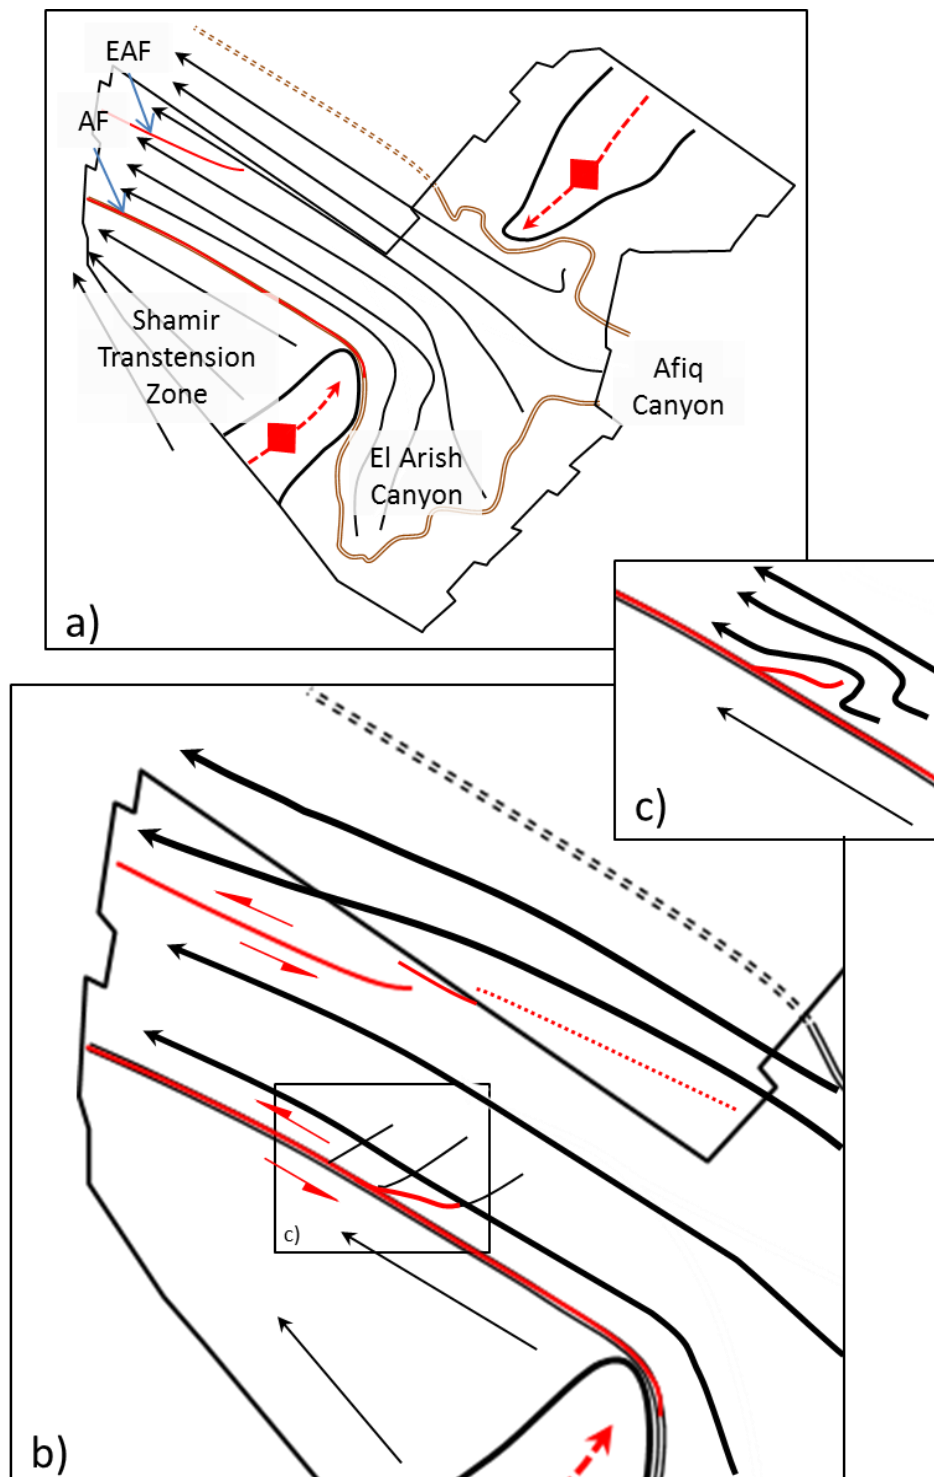 EAF
AF
Shamir
Transtension
Zone
El Arish
Canyon
Afiq
Canyon
a)
c)
b)
c)